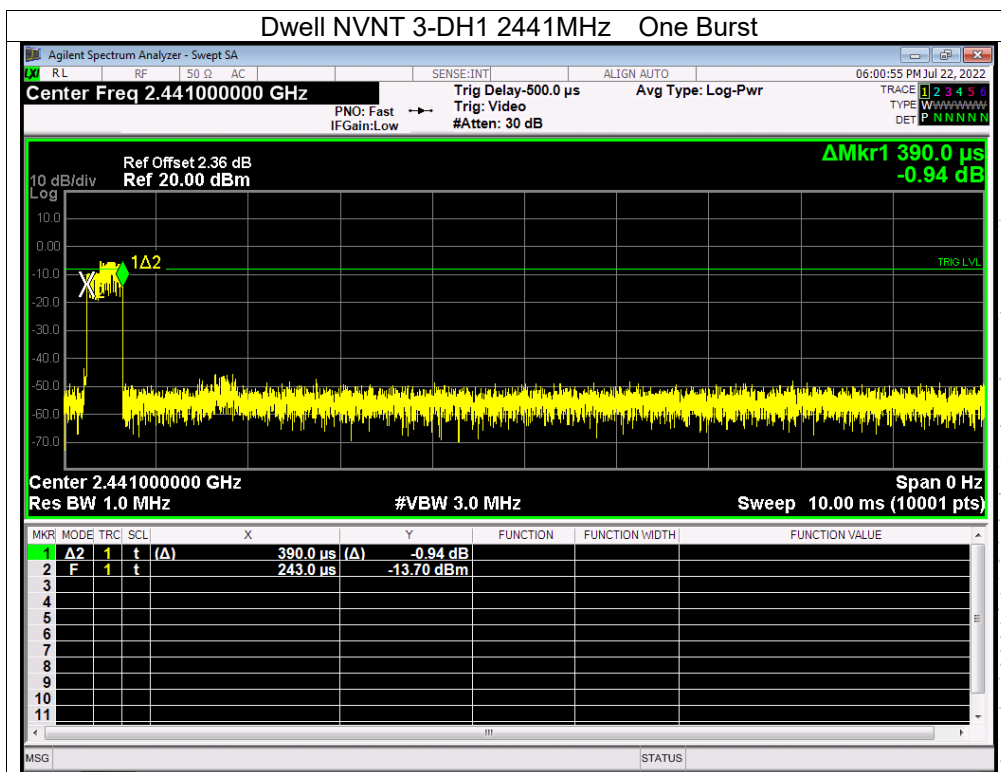 Dwell NVNT 3-DH1 2441MHz One Burst
Agilent Spectrum Analyzer - Swept SA
LXI RL RF 50 Ω AC SENSE:INT ALIGN AUTO 06:00:55 PM Jul 22, 2022
Center Freq 2.441000000 GHz
PNO: Fast
IFGain:Low
Trig Delay-500.0 µs
Trig: Video
#Atten: 30 dB
Avg Type: Log-Pwr
TRACE 1 2 3 4 5 6
TYPE WWWWWW
DET P N N N N N
ΔMkr1 390.0 µs
-0.94 dB
Ref Offset 2.36 dB
10 dB/div Ref 20.00 dBm
Log
10.0
0.00
-10.0
-20.0
-30.0
-40.0
-50.0
-60.0
-70.0
1Δ2
TRIG LVL
Center 2.441000000 GHz Span 0 Hz
Res BW 1.0 MHz #VBW 3.0 MHz Sweep 10.00 ms (10001 pts)
MKR MODE TRC SCL X Y FUNCTION FUNCTION WIDTH FUNCTION VALUE
1 Δ2 1 t (Δ) 390.0 µs (Δ) -0.94 dB
2 F 1 t 243.0 µs -13.70 dBm
3
4
5
6
7
8
9
10
11
MSG STATUS